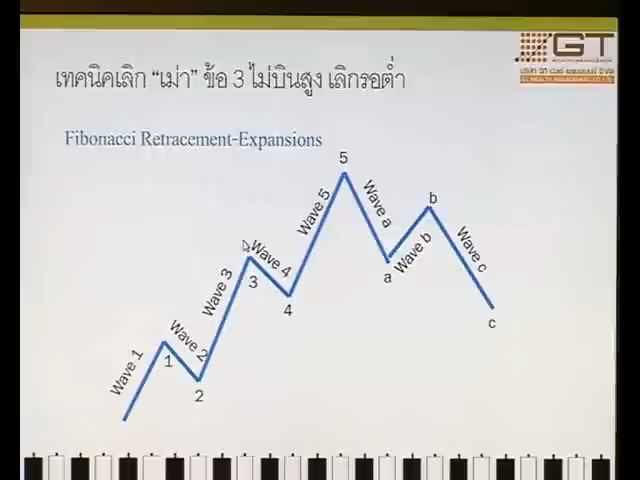 GT
เทคนิคเลิก “เม่า” ข้อ 3 ไม่บินสูง เลิกรอต่ำ
Fibonacci Retracement-Expansions
5
Wave 5
Wave a
b
Wave 4
Wave b
Wave c
3
a
Wave 3
4
c
Wave 2
Wave 1
1
2